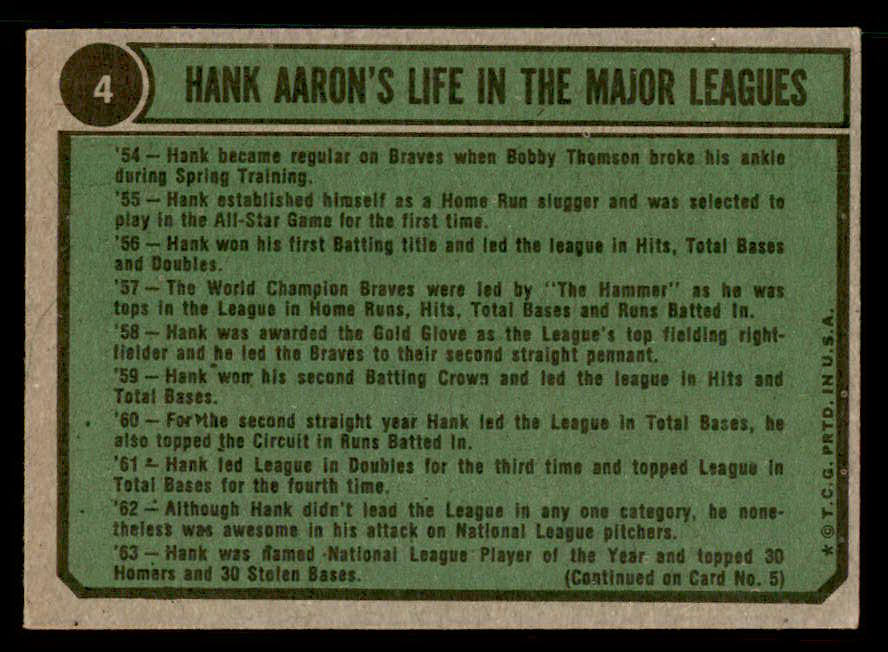 4
HANK AARON'S LIFE IN THE MAJOR LEAGUES
'54 — Hank became regular on Braves when Bobby Thomson broke his ankle
during Spring Training.
'55 — Hank established himself as a Home Run slugger and was selected to
play in the All-Star Game for the first time.
'56 — Hank won his first Batting title and led the league in Hits, Total Bases
and Doubles.
'57 — The World Champion Braves were led by "The Hammer" as he was
tops in the League in Home Runs, Hits, Total Bases and Runs Batted In.
'58 — Hank was awarded the Gold Glove as the League's top fielding right-
fielder and he led the Braves to their second straight pennant.
'59 — Hank won his second Batting Crown and led the league in Hits and
Total Bases.
'60 — For the second straight year Hank led the League in Total Bases, he
also topped the Circuit in Runs Batted In.
'61 — Hank led League in Doubles for the third time and topped League in
Total Bases for the fourth time.
'62 — Although Hank didn't lead the League in any one category, he none-
theless was awesome in his attack on National League pitchers.
'63 — Hank was named National League Player of the Year and topped 30
Homers and 30 Stolen Bases. (Continued on Card No. 5)
* © T.C.G. PRTD. IN U.S.A.